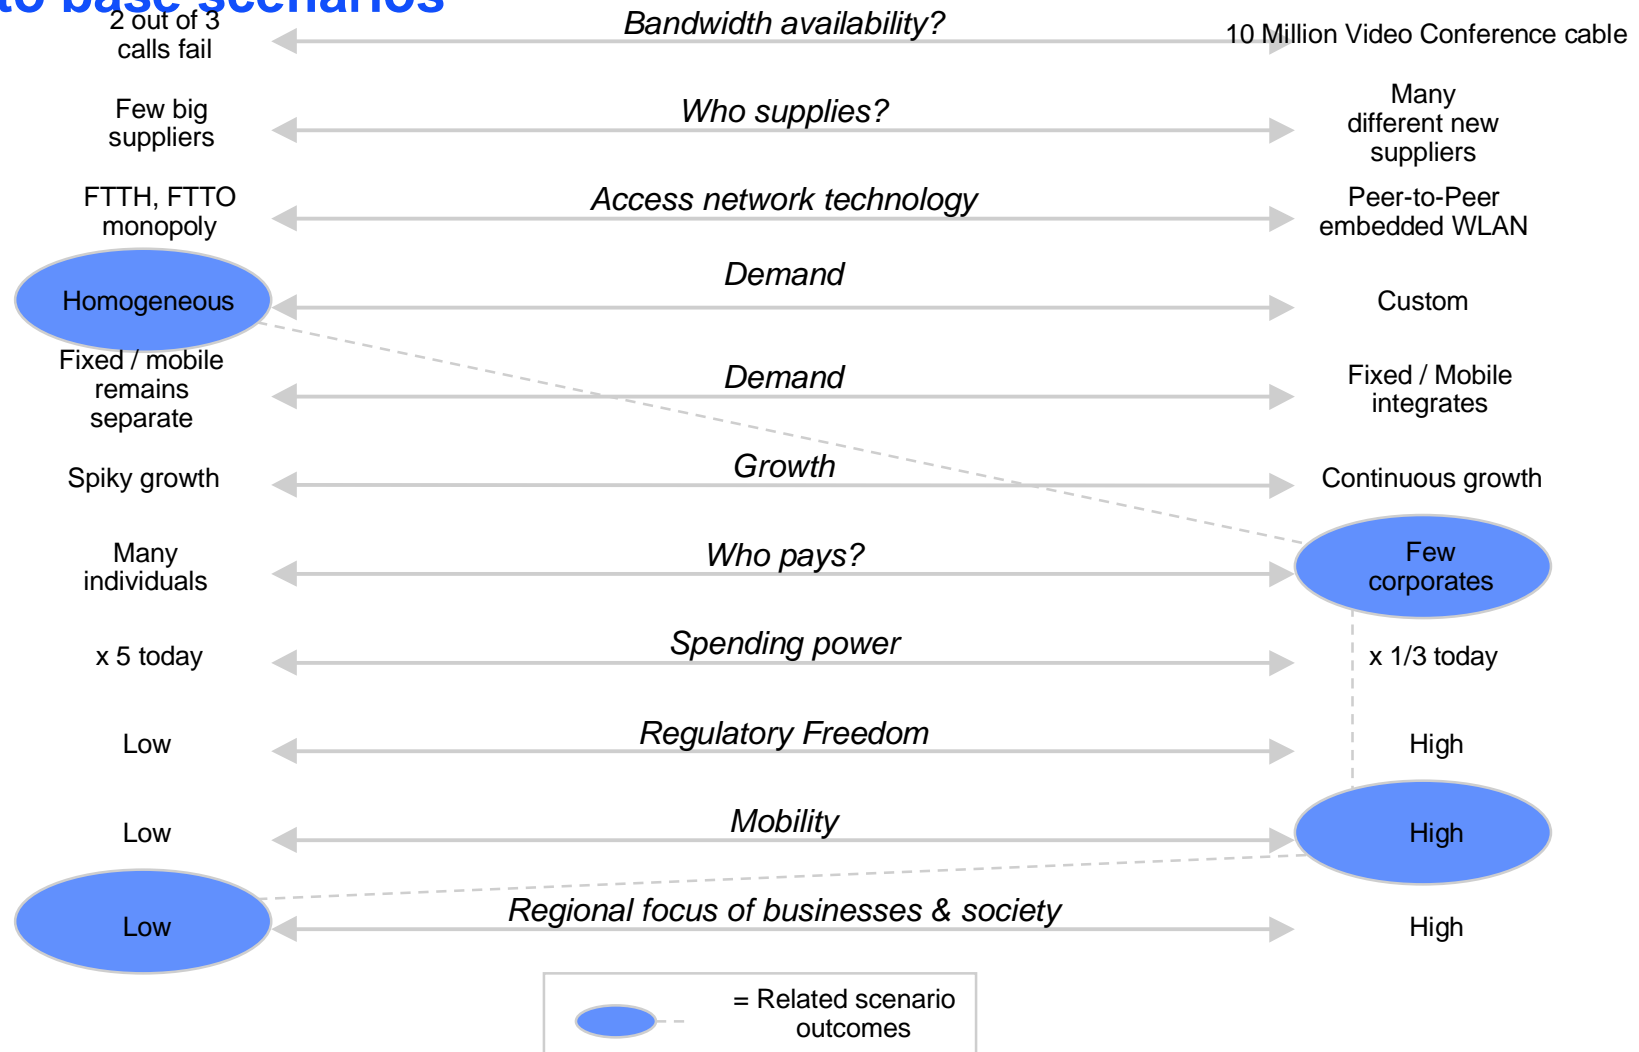 to base scenarios
2 out of 3
calls fail
Bandwidth availability?
10 Million Video Conference cable
Few big
suppliers
Who supplies?
Many
different new
suppliers
FTTH, FTTO
monopoly
Access network technology
Peer-to-Peer
embedded WLAN
Homogeneous
Demand
Custom
Fixed / mobile
remains
separate
Demand
Fixed / Mobile
integrates
Spiky growth
Growth
Continuous growth
Many
individuals
Who pays?
Few
corporates
x 5 today
Spending power
x 1/3 today
Low
Regulatory Freedom
High
Low
Mobility
High
Low
Regional focus of businesses & society
High
= Related scenario
outcomes